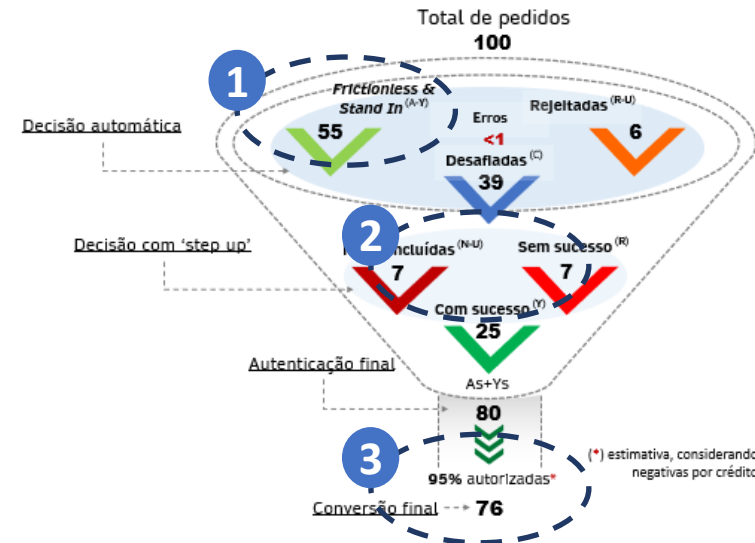 Total de pedidos
100
1
Frictionless &
Stand In (A-Y)
55
Erros
<1
Rejeitadas (R-U)
6
Decisão automática
Desafiadas (C)
39
2
Decisão com 'step up'
ncluídas (N-U)
7
Sem sucesso (R)
7
Com sucesso (Y)
25
Autenticação final
As+Ys
80
3
95% autorizadas*
(*) estimativa, considerando
negativas por crédito
Conversão final
76